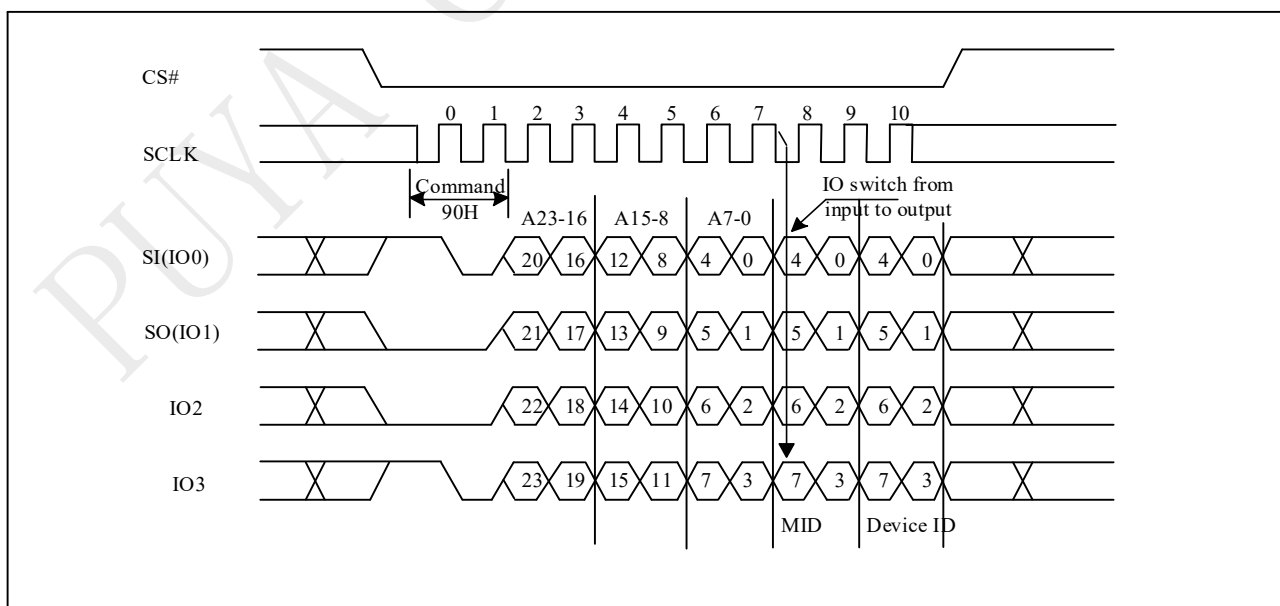 PUYA
CS#
0 1 2 3 4 5 6 7 8 9 10
SCLK
Command
90H
IO switch from
input to output
A23-16 A15-8 A7-0
SI(IO0) 20 16 12 8 4 0 4 0 4 0
SO(IO1) 21 17 13 9 5 1 5 1 5 1
IO2 22 18 14 10 6 2 6 2 6 2
IO3 23 19 15 11 7 3 7 3 7 3
MID Device ID